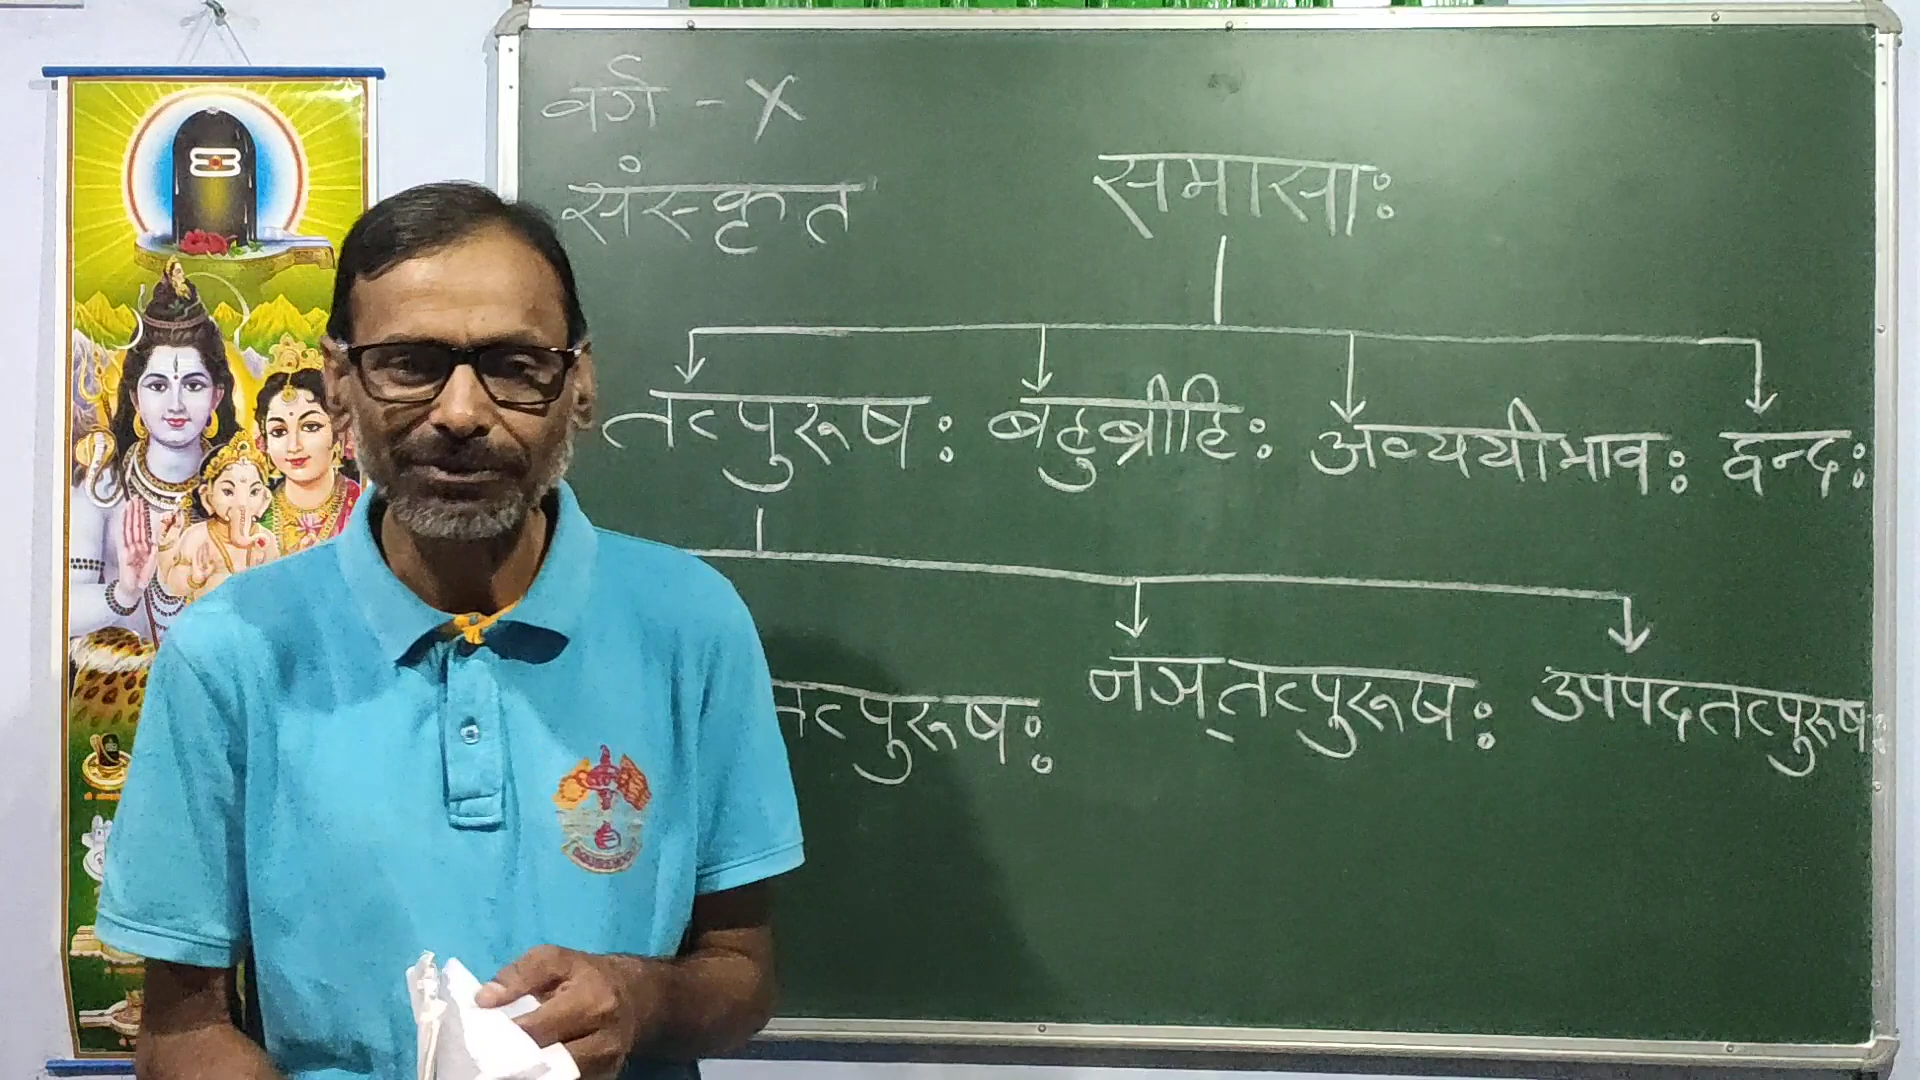 वर्ग - X
संस्कृत
समासाः
तत्पुरूषः बहुब्रीहिः अव्ययीभावः द्वन्दः
तत्पुरूषः नञ्तत्पुरूषः उपपदतत्पुरूषः